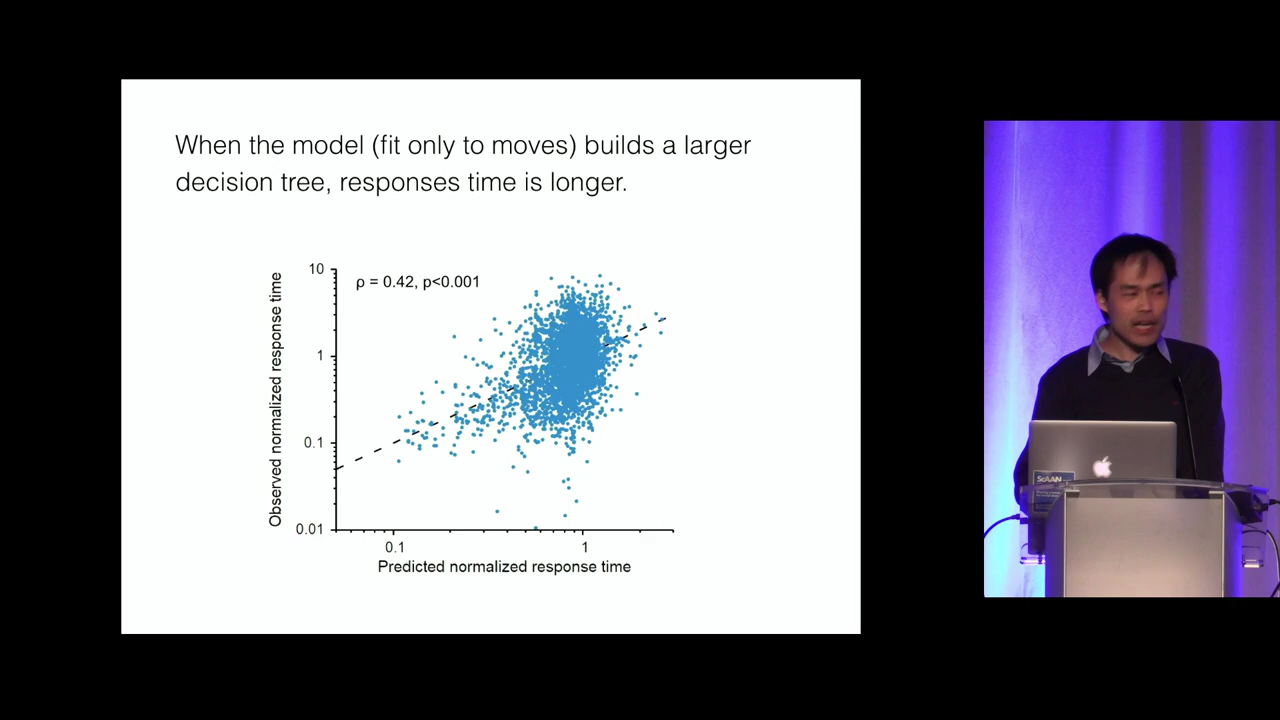 When the model (fit only to moves) builds a larger
decision tree, responses time is longer.
ρ = 0.42, p<0.001
Observed normalized response time
10
1
0.1
0.01
0.1
1
Predicted normalized response time